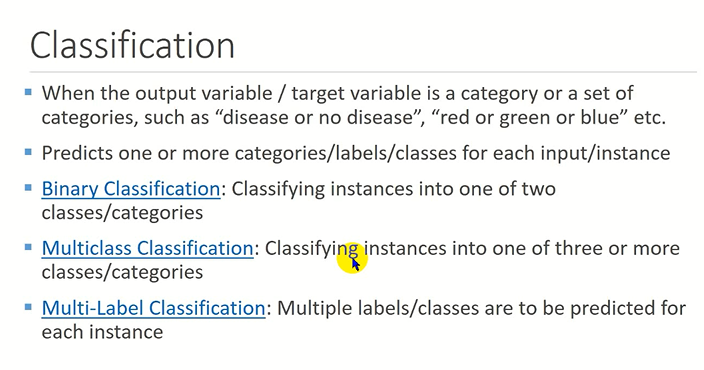 Classification
When the output variable / target variable is a category or a set of
categories, such as “disease or no disease”, “red or green or blue” etc.
Predicts one or more categories/labels/classes for each input/instance
Binary Classification: Classifying instances into one of two
classes/categories
Multiclass Classification: Classifying instances into one of three or more
classes/categories
Multi-Label Classification: Multiple labels/classes are to be predicted for
each instance